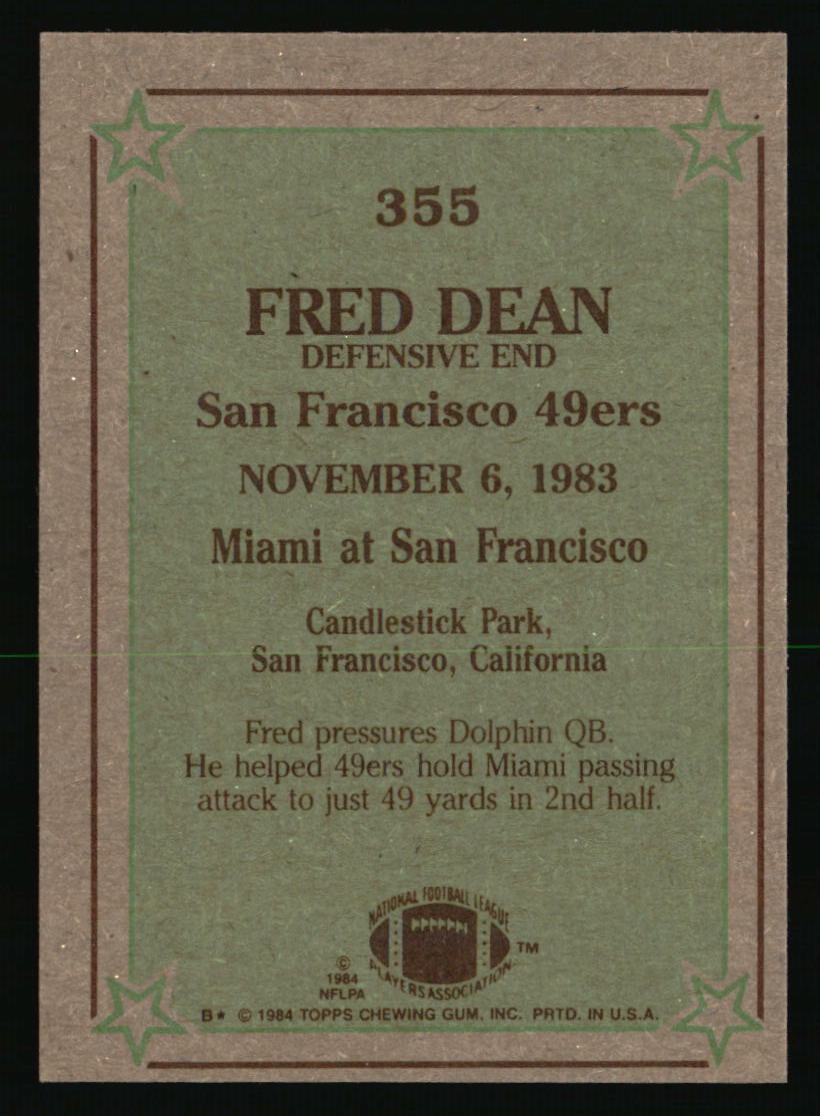 355
FRED DEAN
DEFENSIVE END
San Francisco 49ers
NOVEMBER 6, 1983
Miami at San Francisco
Candlestick Park,
San Francisco, California
Fred pressures Dolphin QB.
He helped 49ers hold Miami passing
attack to just 49 yards in 2nd half.
NATIONAL FOOTBALL LEAGUE
PLAYERS ASSOCIATION
TM
©
1984
NFLPA
B★ © 1984 TOPPS CHEWING GUM, INC. PRTD. IN U.S.A.